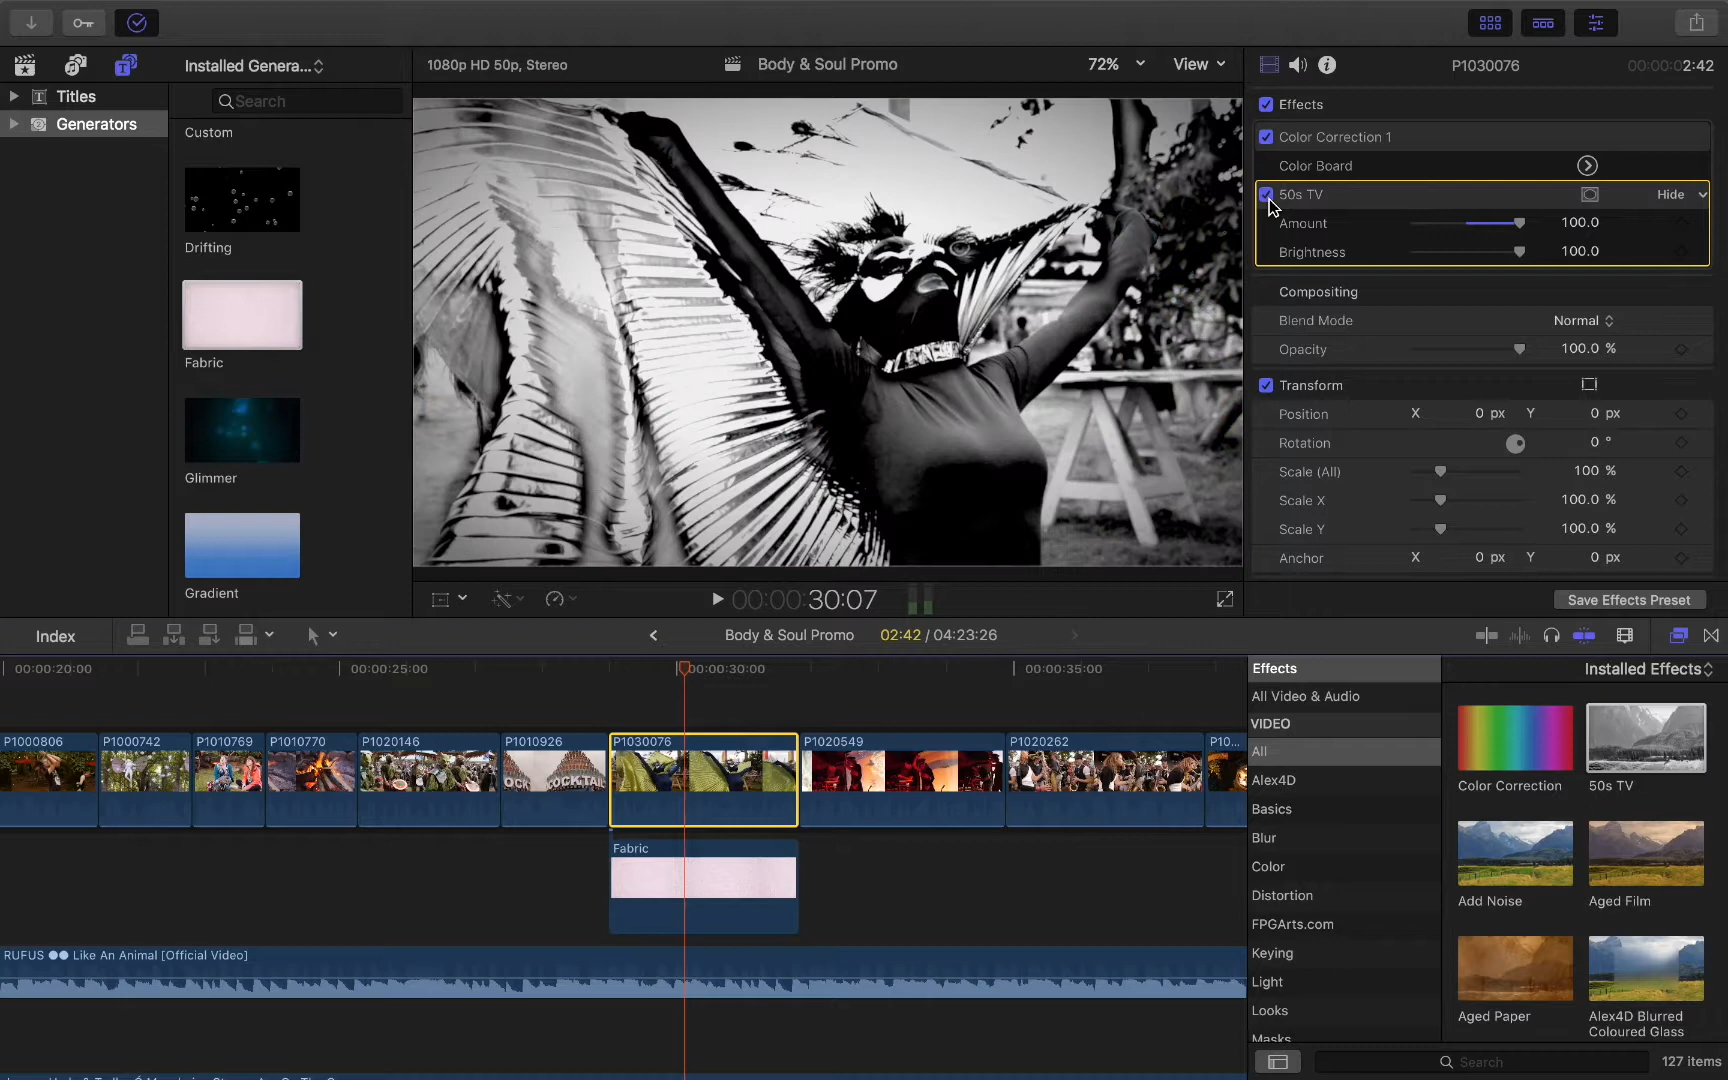 Installed Genera...
1080p HD 50p, Stereo
Body & Soul Promo
72%
View
P1030076
00:00:02:42
Titles
Generators
Search
Custom
Drifting
Fabric
Glimmer
Gradient
Effects
Color Correction 1
Color Board
50s TV
Hide
Amount 100.0
Brightness 100.0
Compositing
Blend Mode Normal
Opacity 100.0 %
Transform
Position X 0 px Y 0 px
Rotation 0 °
Scale (All) 100 %
Scale X 100.0 %
Scale Y 100.0 %
Anchor X 0 px Y 0 px
00:00:00:30:07
Save Effects Preset
Index
Body & Soul Promo 02:42 / 04:23:26
00:00:20:00 00:00:25:00 00:00:30:00 00:00:35:00
P1000806 P1000742 P1010769 P1010770 P1020146 P1010926 P1030076 P1020549 P1020262 P10...
OCK COCKTAIL
Fabric
RUFUS ●● Like An Animal [Official Video]
Effects
Installed Effects
All Video & Audio
VIDEO
All
Alex4D
Basics
Blur
Color
Distortion
FPGArts.com
Keying
Light
Looks
Masks
Color Correction 50s TV
Add Noise Aged Film
Aged Paper Alex4D Blurred
Coloured Glass
Search
127 items